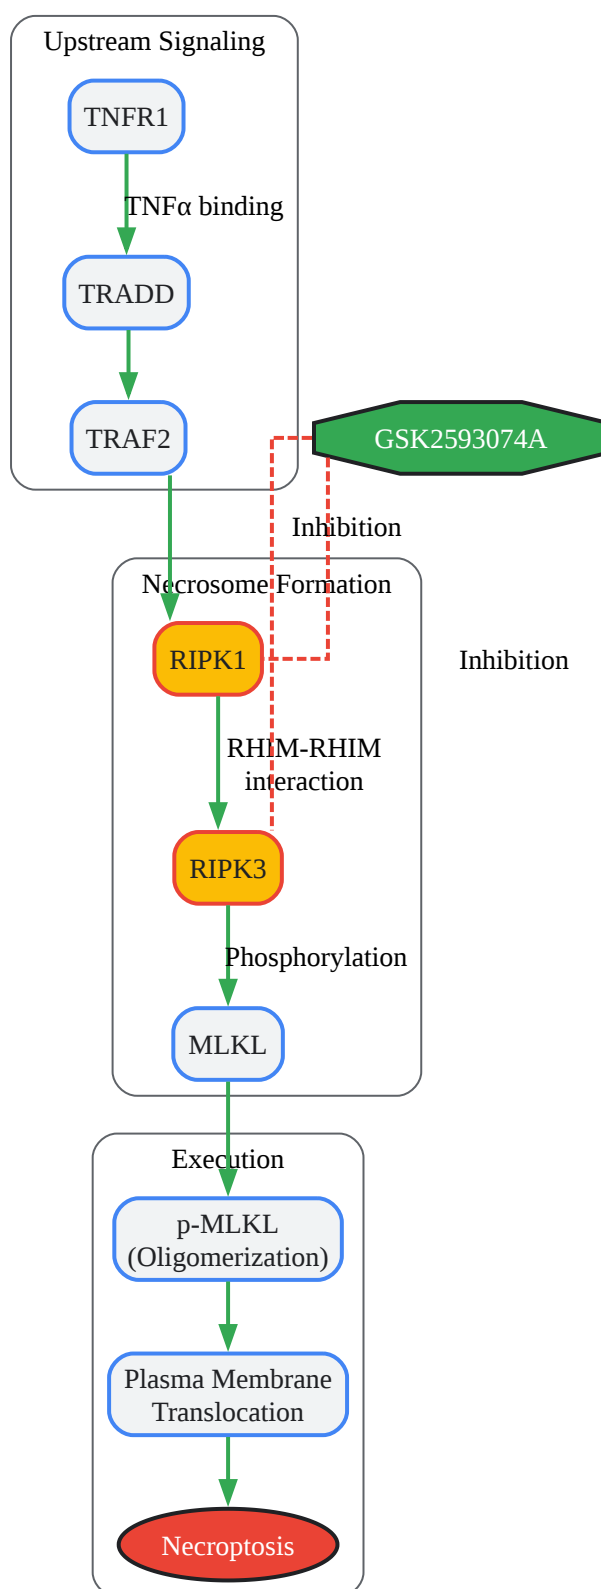 Upstream Signaling
TNFR1
TNFα binding
TRADD
TRAF2
GSK2593074A
Inhibition
Necrosome Formation
RIPK1
Inhibition
RHIM-RHIM
interaction
RIPK3
Phosphorylation
MLKL
Execution
p-MLKL
(Oligomerization)
Plasma Membrane
Translocation
Necroptosis